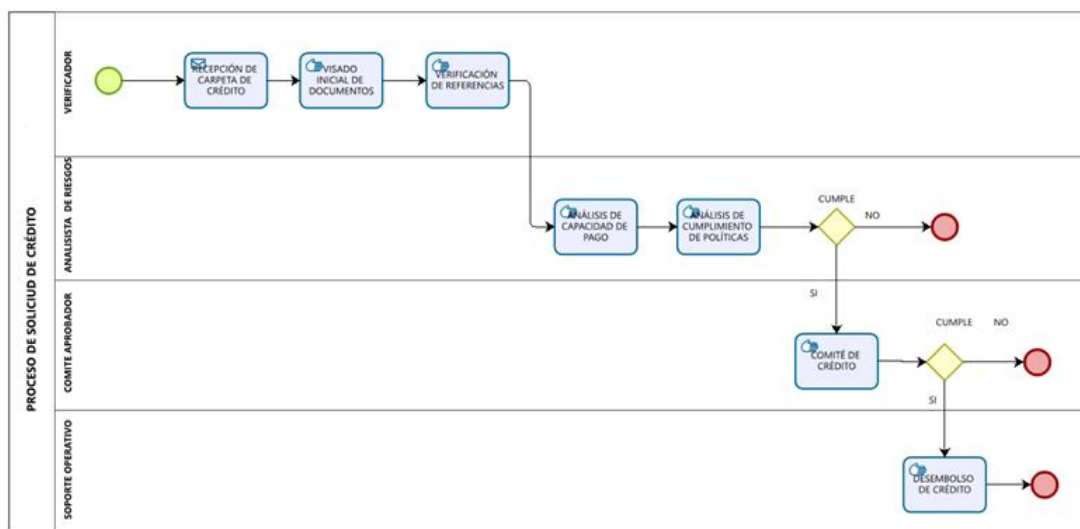 PROCESO DE SOLICIUD DE CRÉDITO
VERIFICADOR
RECEPCIÓN DE
CARPETA DE
CRÉDITO
VISADO
INICIAL DE
DOCUMENTOS
VERIFICACIÓN
DE REFERENCIAS
ANALISISTA DE RIESGOS
ANÁLISIS DE
CAPACIDAD DE
PAGO
ANÁLISIS DE
CUMPLIMIENTO
DE POLÍTICAS
CUMPLE
NO
SI
COMITE APROBADOR
COMITÉ DE
CRÉDITO
CUMPLE
NO
SI
SOPORTE OPERATIVO
DESEMBOLSO
DE CRÉDITO